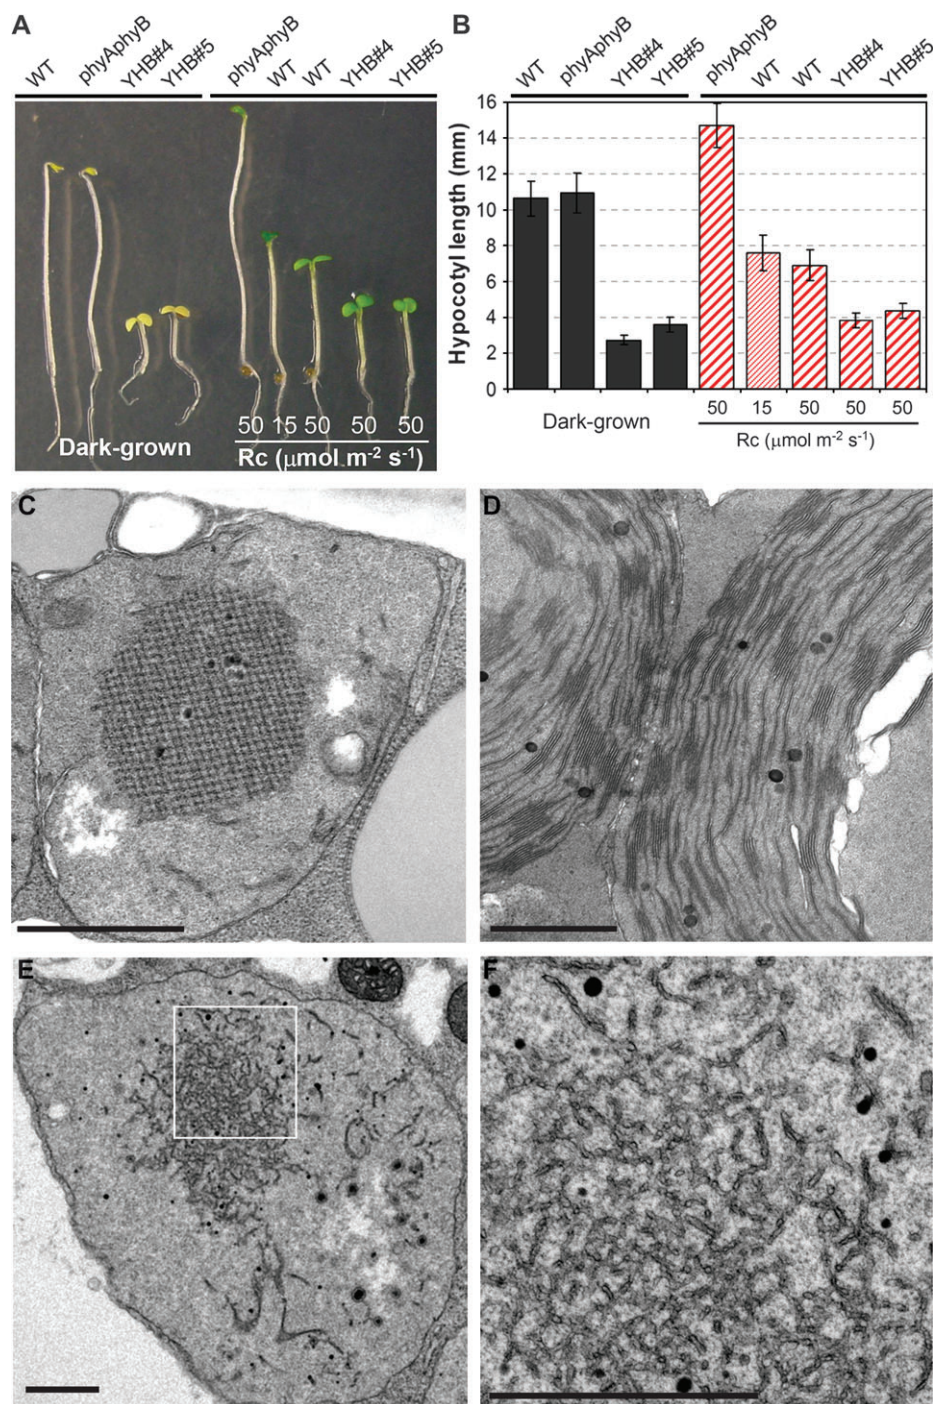 A
WT
phyAphyB
YHB#4
YHB#5
phyAphyB
WT
WT
YHB#4
YHB#5
50 15 50 50 50
Dark-grown
Rc (μmol m-2 s-1)
B
WT
phyAphyB
YHB#4
YHB#5
phyAphyB
WT
WT
YHB#4
YHB#5
Hypocotyl length (mm)
16
14
12
10
8
6
4
2
0
50 15 50 50 50
Dark-grown
Rc (μmol m-2 s-1)
C
D
E
F